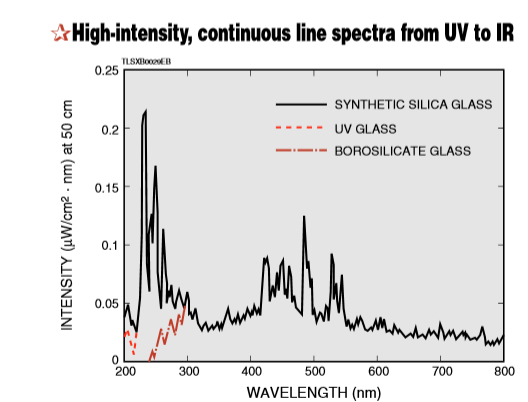 High-intensity, continuous line spectra from UV to IR
TLSXB0029EB
0.25
0.2
0.15
0.1
0.05
0
INTENSITY (μW/cm² · nm) at 50 cm
SYNTHETIC SILICA GLASS
UV GLASS
BOROSILICATE GLASS
200 300 400 500 600 700 800
WAVELENGTH (nm)